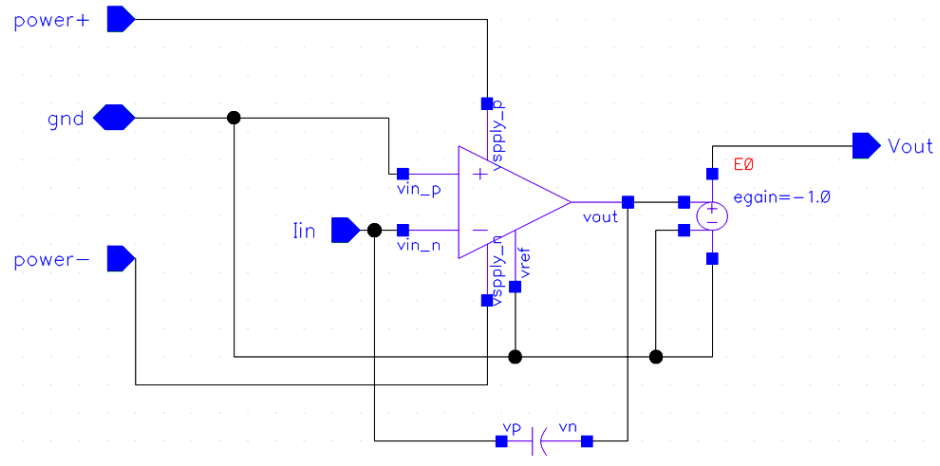 power+
gnd
power−
Iin
vin_p
vin_n
+
−
vspply_p
vspply_n
vref
vout
vp
vn
E0
egain=−1.0
+
−
Vout